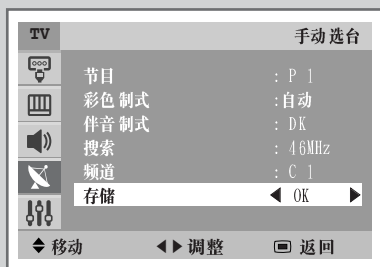 TV 手动选台
节目 : P 1
彩色制式 : 自动
伴音制式 : DK
搜索 : 46MHz
频道 : C 1
存储 ◀ OK ▶
◆ 移动 ◀▶ 调整 返回